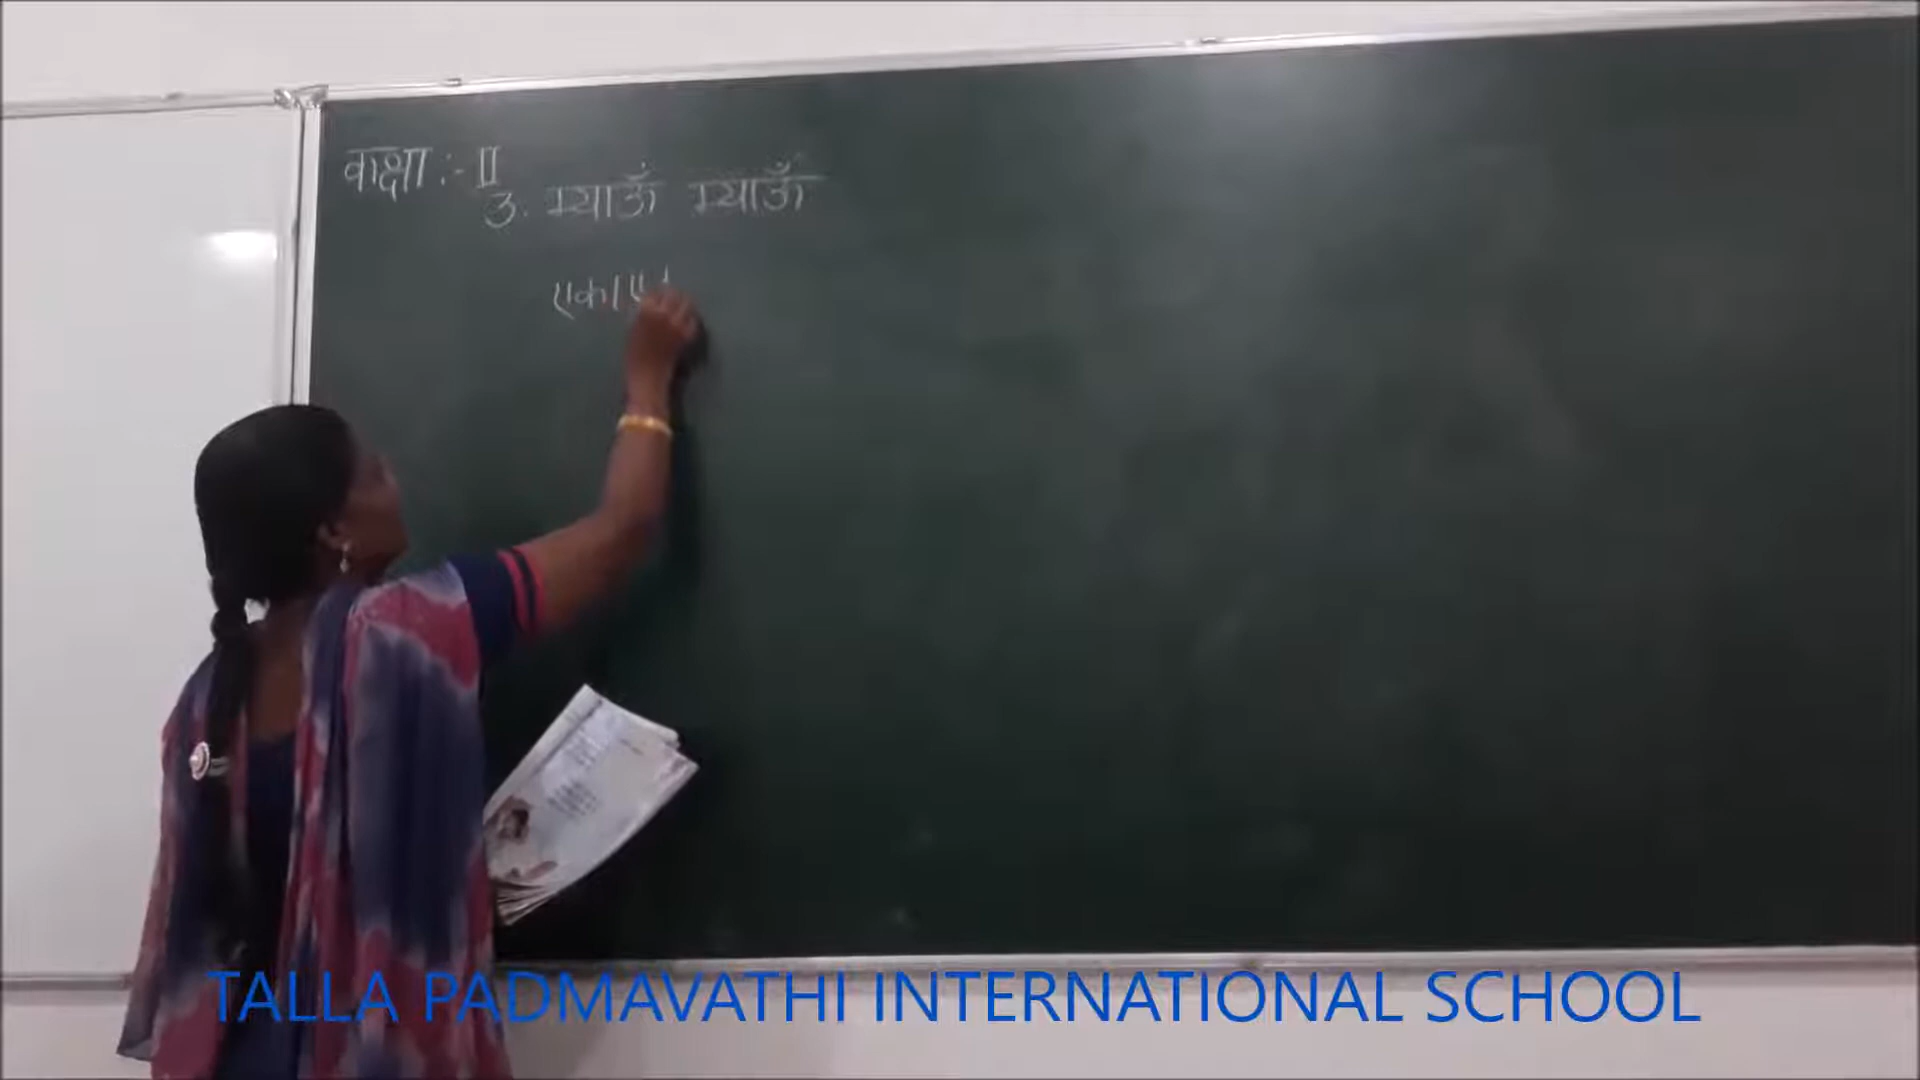 कक्षा :- II
3. म्याऊँ म्याऊँ
TALLA PADMAVATHI INTERNATIONAL SCHOOL